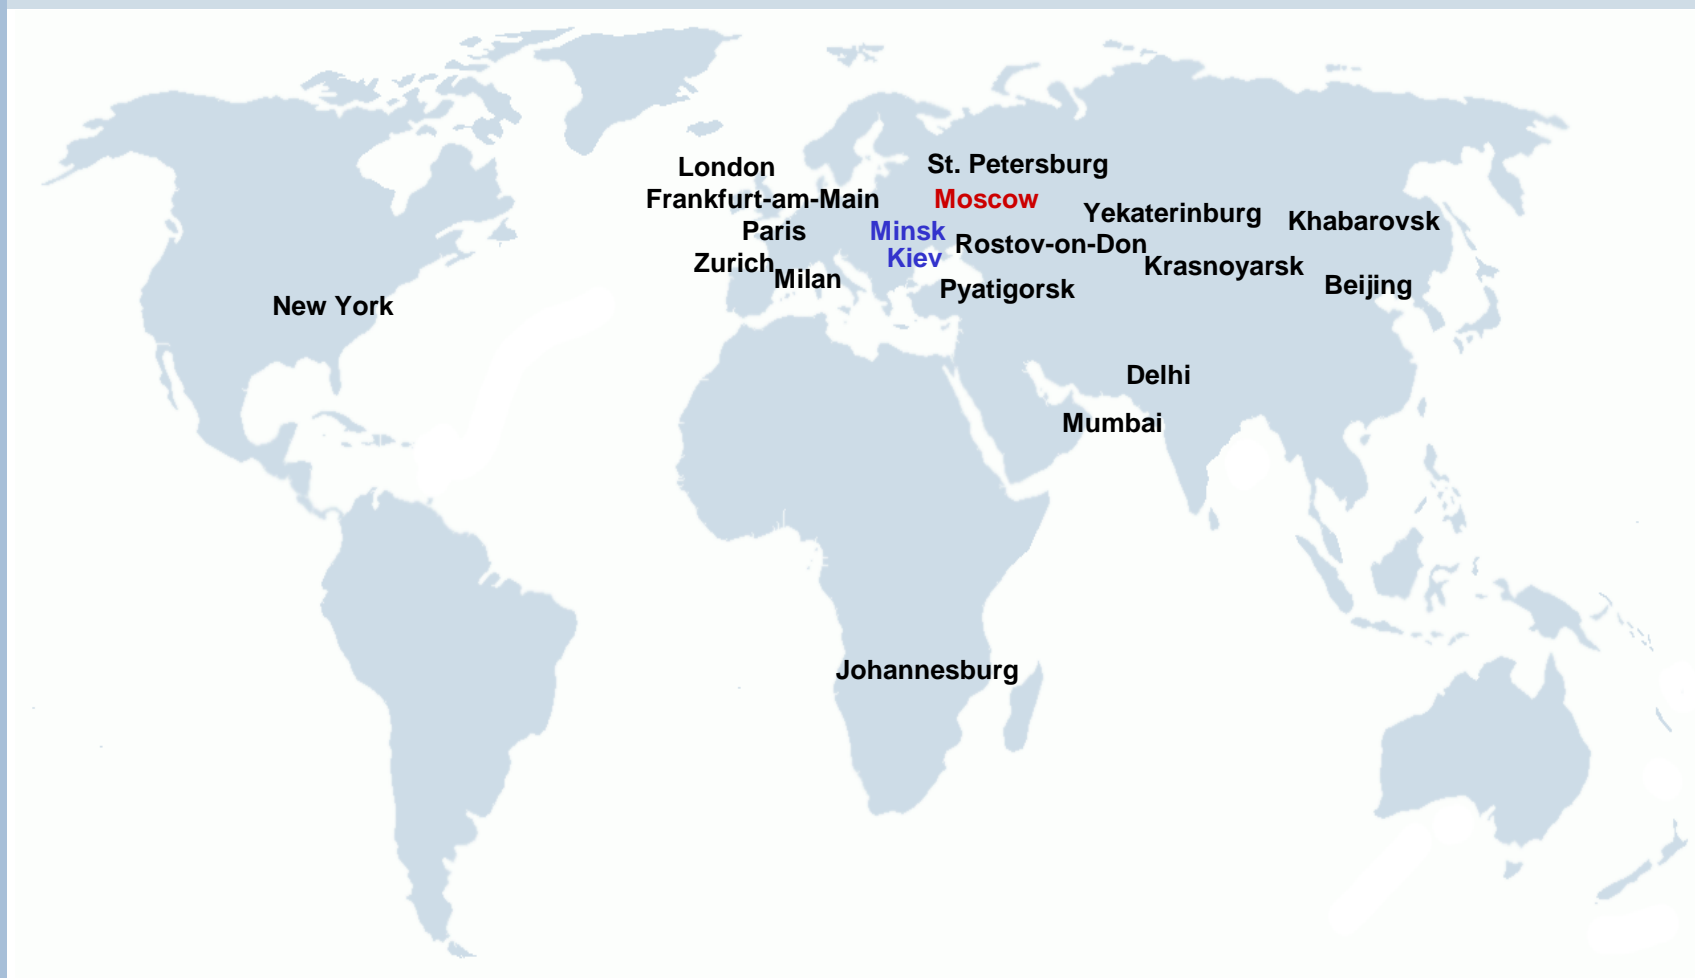 London
St. Petersburg
Frankfurt-am-Main
Moscow
Yekaterinburg
Khabarovsk
Paris
Minsk
Rostov-on-Don
Kiev
Zurich
Krasnoyarsk
Milan
Beijing
Pyatigorsk
New York
Delhi
Mumbai
Johannesburg